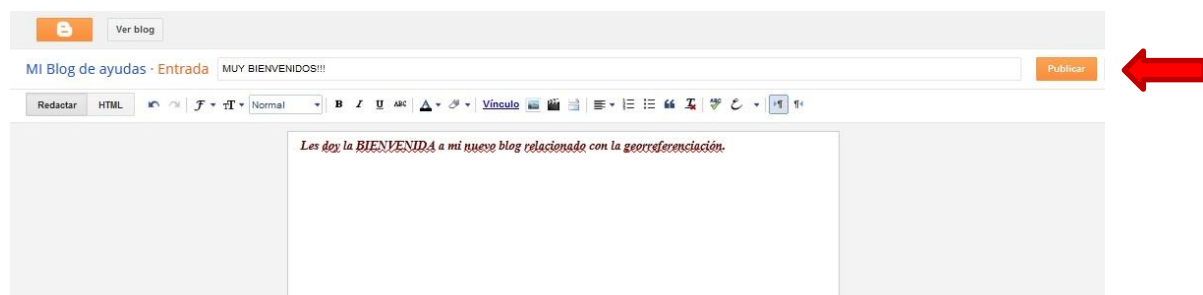 Ver blog
MI Blog de ayudas · Entrada MUY BIENVENIDOS!!! Publicar
Redactar HTML Normal B I U ABC A Vínculo
Les doy la BIENVENIDA a mi nuevo blog relacionado con la georreferenciación.